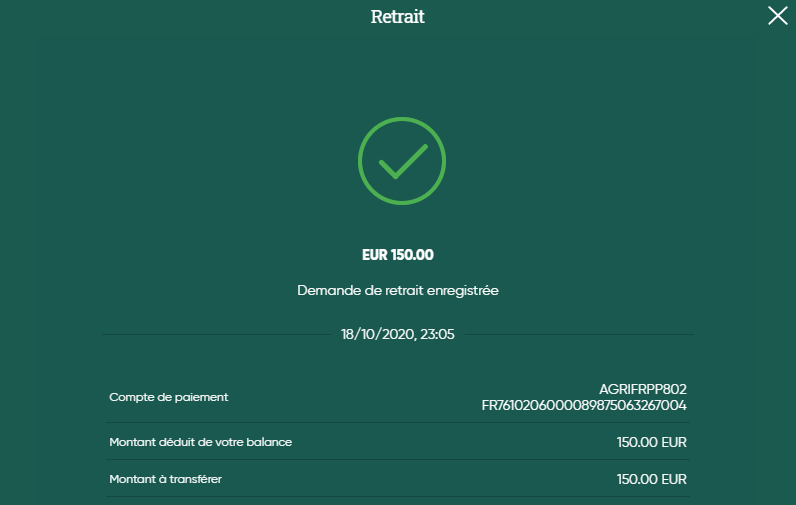 Retrait
EUR 150.00
Demande de retrait enregistrée
18/10/2020, 23:05
Compte de paiement
AGRIFRPP802
FR7610206000089875063267004
Montant déduit de votre balance
150.00 EUR
Montant à transférer
150.00 EUR